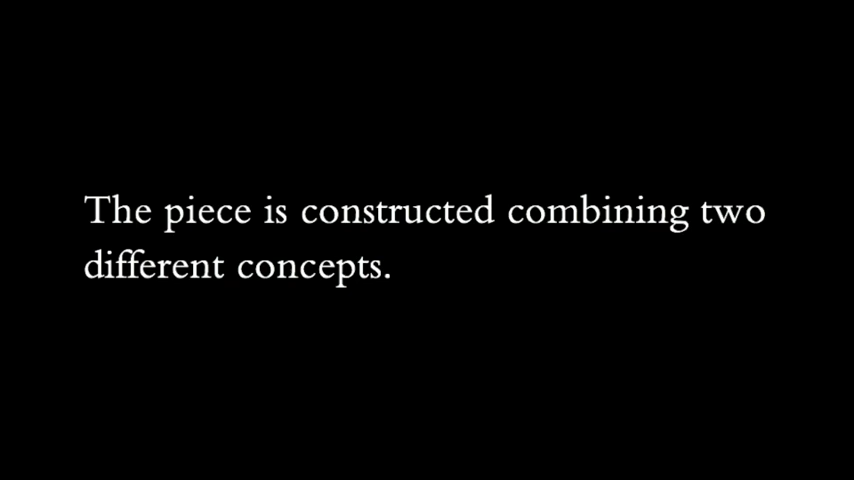 The piece is constructed combining two
different concepts.